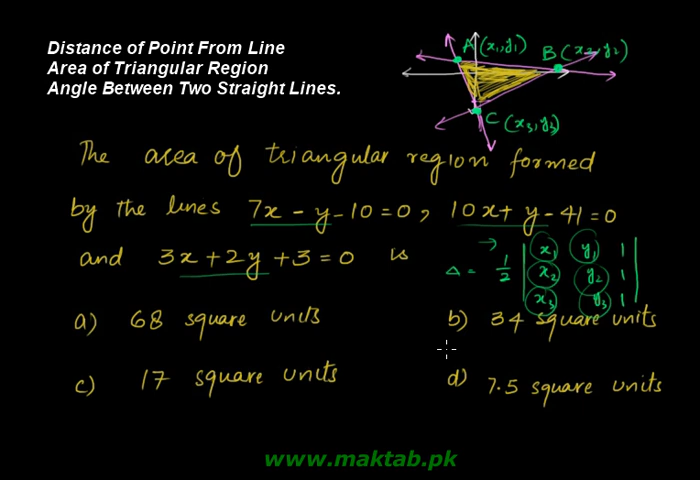 Distance of Point From Line
Area of Triangular Region
Angle Between Two Straight Lines.
A (x₁, y₁)
B (x₂, y₂)
C (x₃, y₃)
The area of triangular region formed
by the lines 7x - y - 10 = 0, 10x + y - 41 = 0
and 3x + 2y + 3 = 0 is
Δ = 1/2 | x₁ y₁ 1 |
| x₂ y₂ 1 |
| x₃ y₃ 1 |
a) 68 square units
b) 34 square units
c) 17 square units
d) 7.5 square units
www.maktab.pk